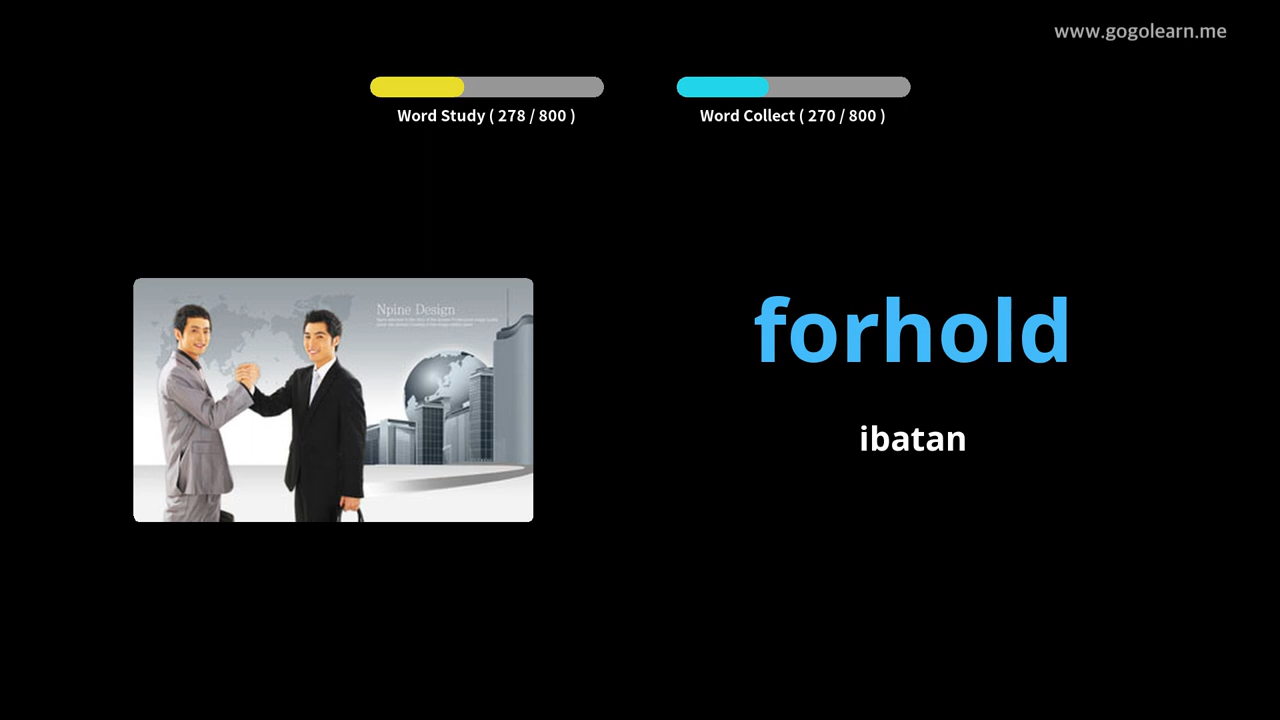 www.gogolearn.me
Word Study ( 278 / 800 )
Word Collect ( 270 / 800 )
Npine Design
forhold
ibatan